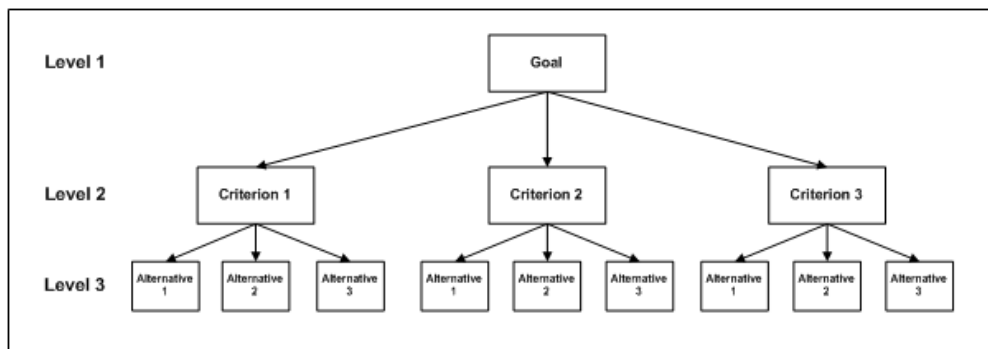 Level 1
Goal
Level 2
Criterion 1
Criterion 2
Criterion 3
Level 3
Alternative
1
Alternative
2
Alternative
3
Alternative
1
Alternative
2
Alternative
3
Alternative
1
Alternative
2
Alternative
3